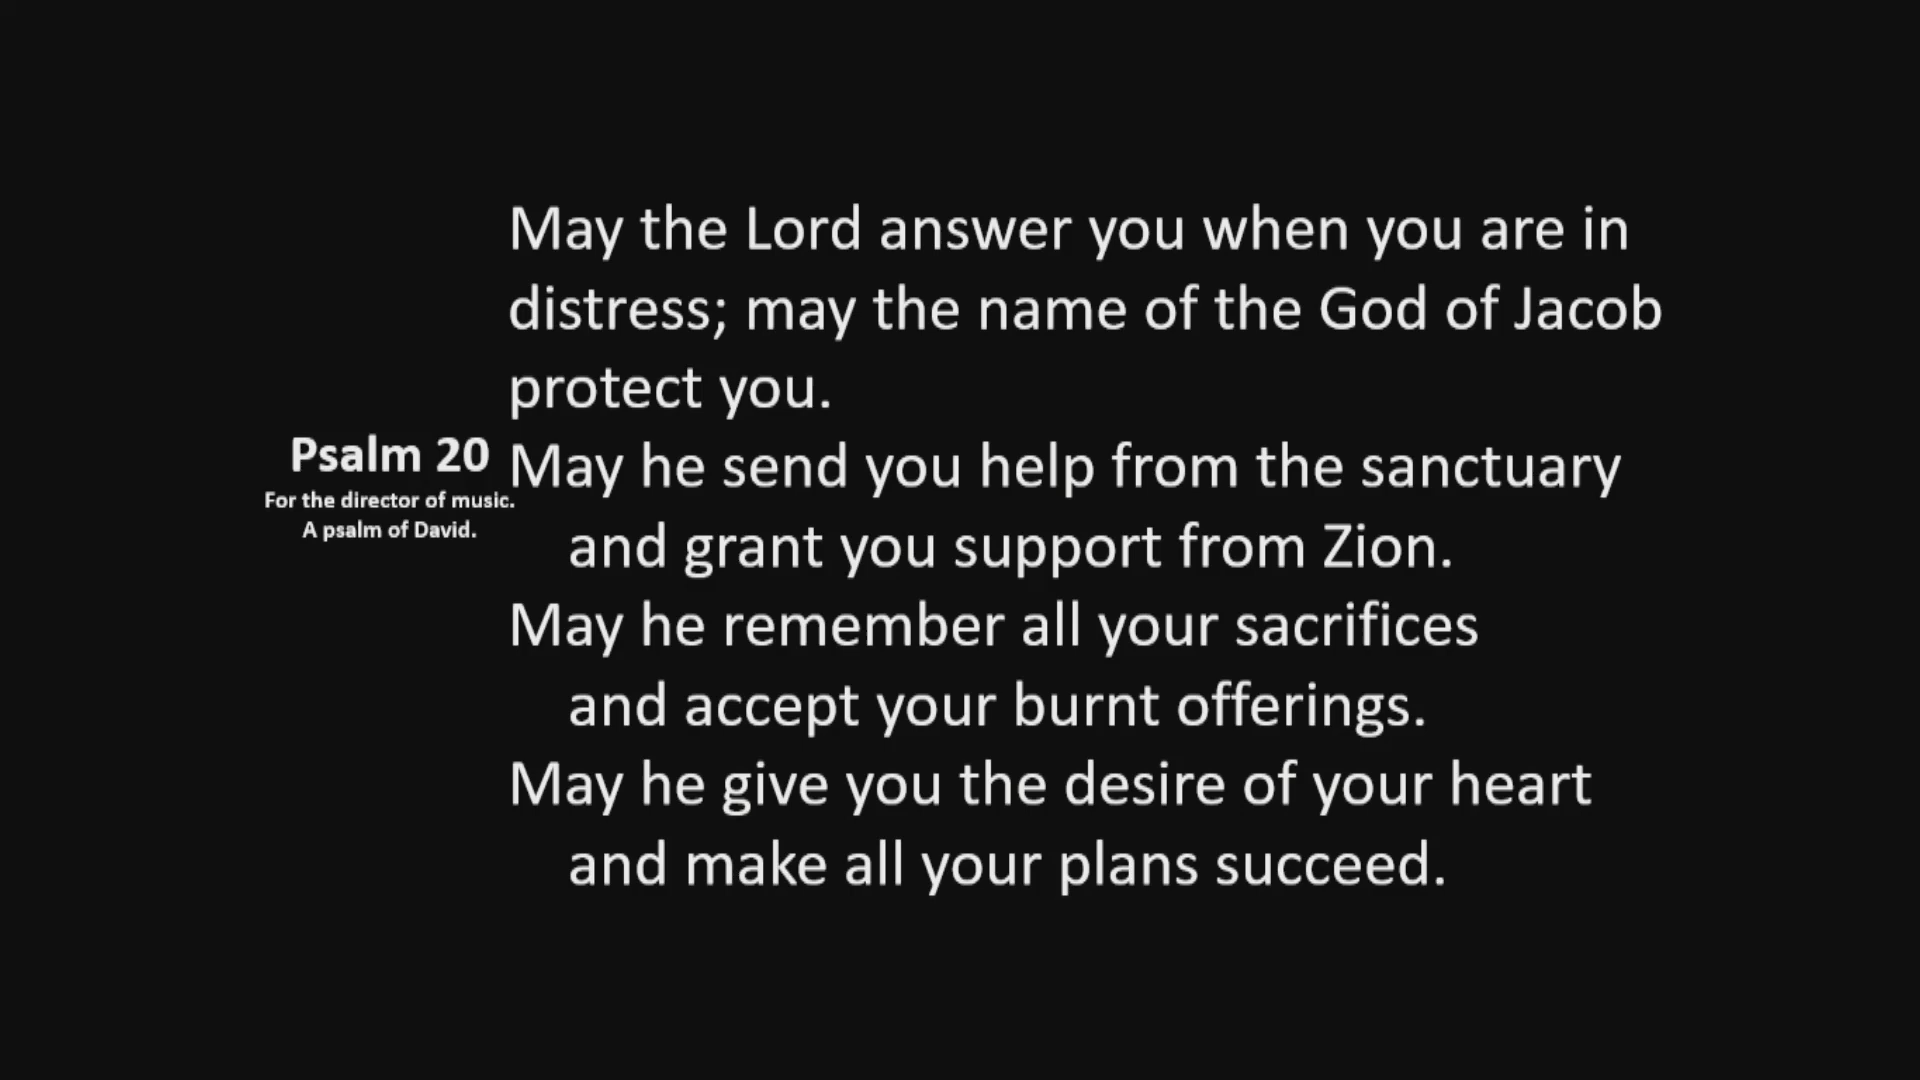 Psalm 20
For the director of music.
A psalm of David.
May the Lord answer you when you are in
distress; may the name of the God of Jacob
protect you.
May he send you help from the sanctuary
and grant you support from Zion.
May he remember all your sacrifices
and accept your burnt offerings.
May he give you the desire of your heart
and make all your plans succeed.